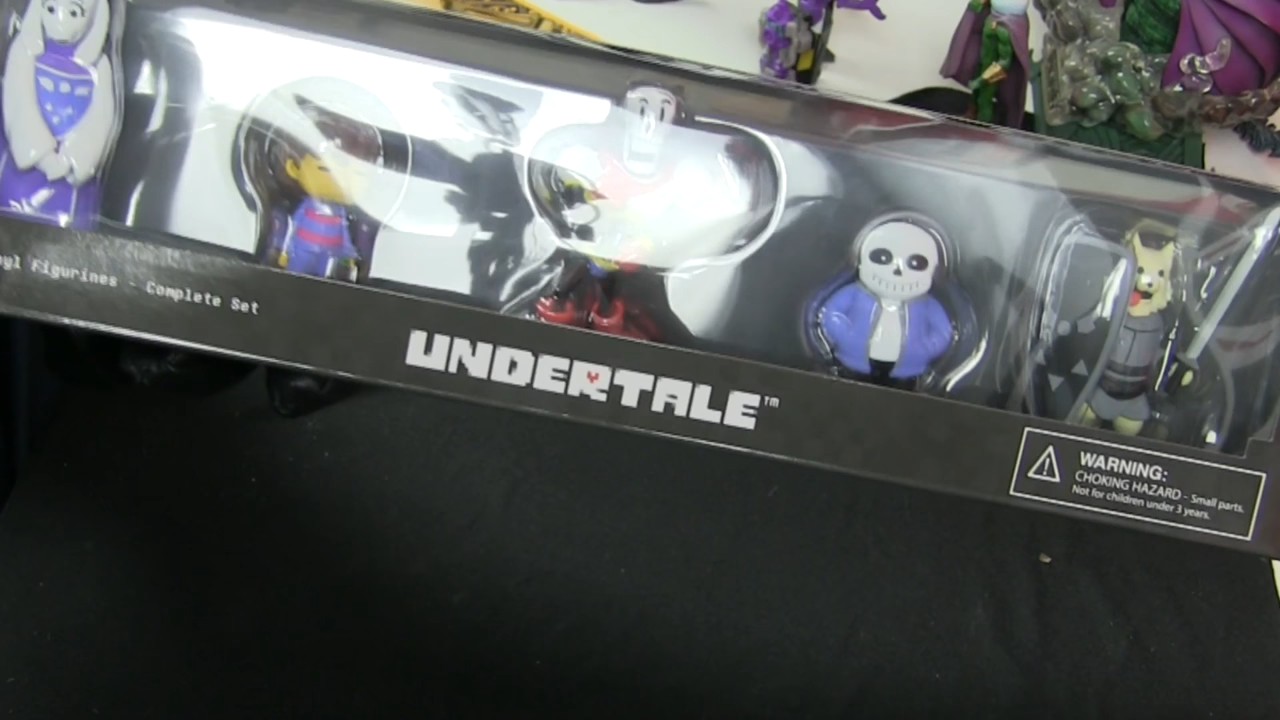 Figurines - Complete Set
UNDERTALE™
WARNING:
CHOKING HAZARD - Small parts.
Not for children under 3 years.